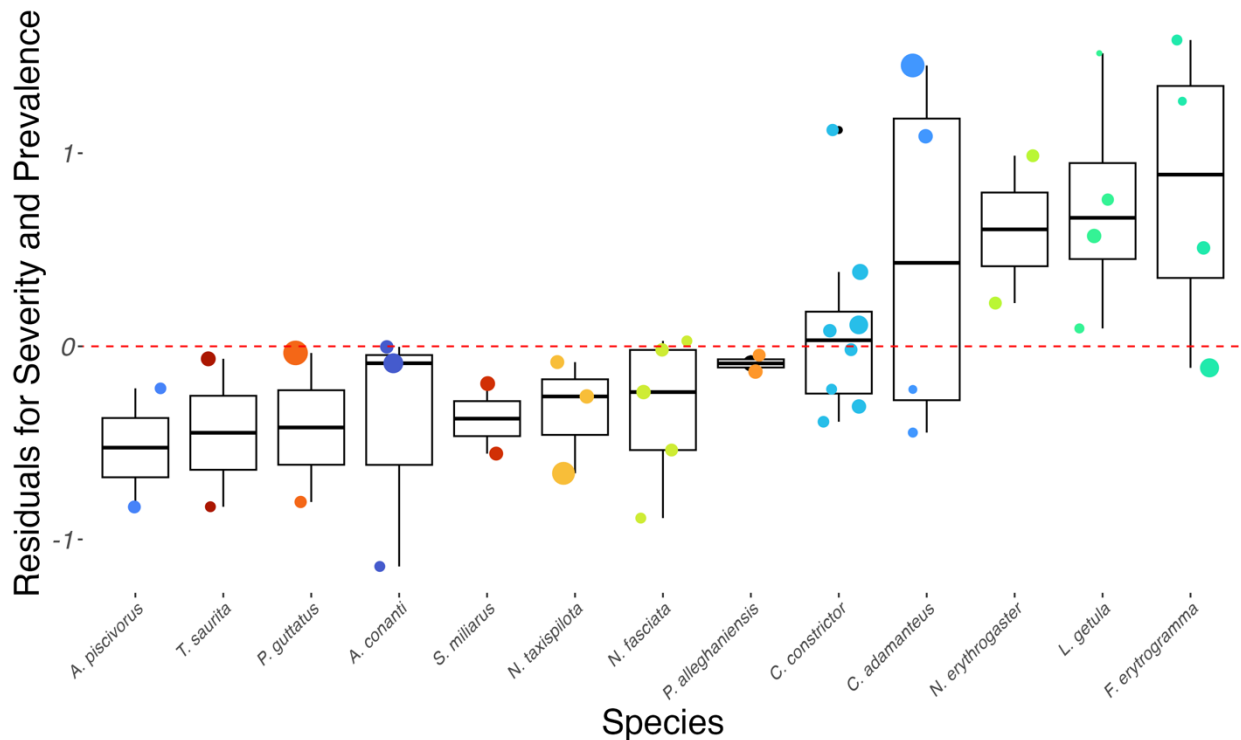 Residuals for Severity and Prevalence
1-
0-
-1-
A. piscivorus
T. saurita
P. guttatus
A. conanti
S. miliarus
N. taxispilota
N. fasciata
P. alleghaniensis
C. constrictor
C. adamanteus
N. erythrogaster
L. getula
F. erytrogramma
Species